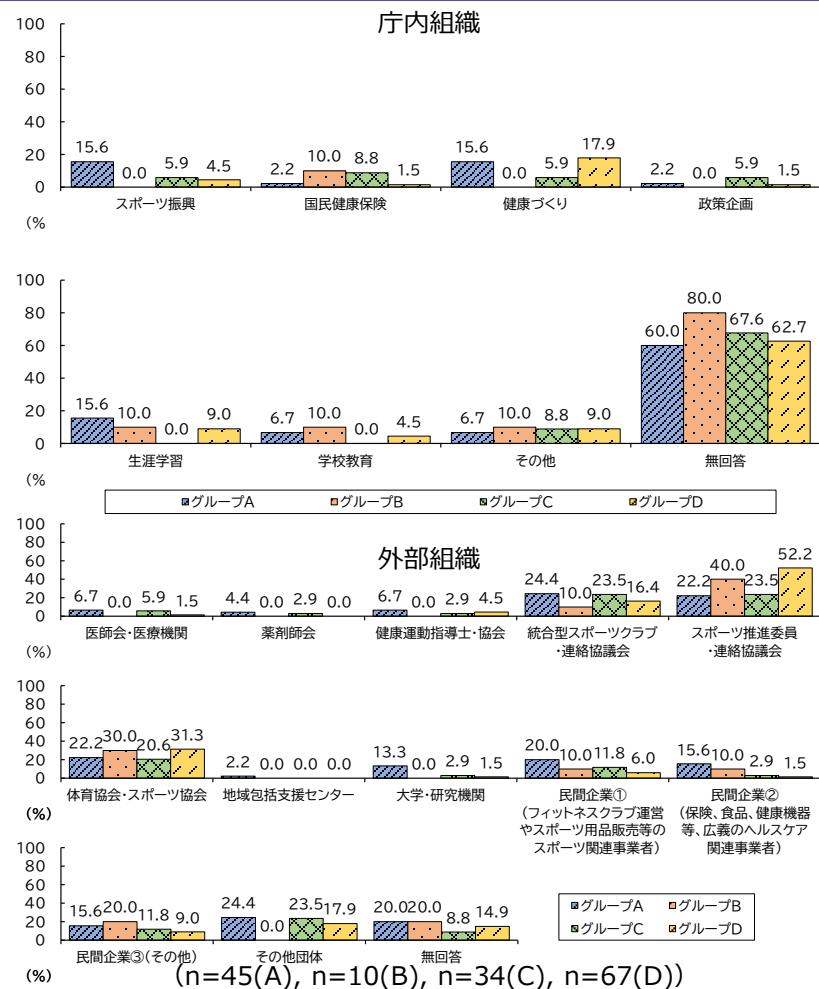 庁内組織
100
80
60
40
20
0
15.6 0.0 5.9 4.5
2.2 10.0 8.8 1.5
15.6 0.0 5.9 17.9
2.2 0.0 5.9 1.5
スポーツ振興 国民健康保険 健康づくり 政策企画
(%
100
80
60
40
20
0
15.6 10.0 0.0 9.0
6.7 10.0 0.0 4.5
6.7 10.0 8.8 9.0
60.0 80.0 67.6 62.7
生涯学習 学校教育 その他 無回答
(%
グループA グループB グループC グループD
外部組織
100
80
60
40
20
0
6.7 0.0 5.9 1.5
4.4 0.0 2.9 0.0
6.7 0.0 2.9 4.5
24.4 10.0 23.5 16.4
22.2 40.0 23.5 52.2
医師会・医療機関 薬剤師会 健康運動指導士・協会 統合型スポーツクラブ スポーツ推進委員
・連絡協議会 ・連絡協議会
(%)
100
80
60
40
20
0
22.2 30.0 20.6 31.3
2.2 0.0 0.0 0.0
13.3 0.0 2.9 1.5
20.0 10.0 11.8 6.0
15.6 10.0 2.9 1.5
体育協会・スポーツ協会 地域包括支援センター 大学・研究機関 民間企業① 民間企業②
(フィットネスクラブ運営 (保険、食品、健康機器
やスポーツ用品販売等の 等、広義のヘルスケア
スポーツ関連事業者) 関連事業者)
(%)
100
80
60
40
20
0
15.6 20.0 11.8 9.0
24.4 0.0 23.5 17.9
20.0 20.0 8.8 14.9
民間企業③(その他) その他団体 無回答
(%)
グループA グループB
グループC グループD
(n=45(A), n=10(B), n=34(C), n=67(D))